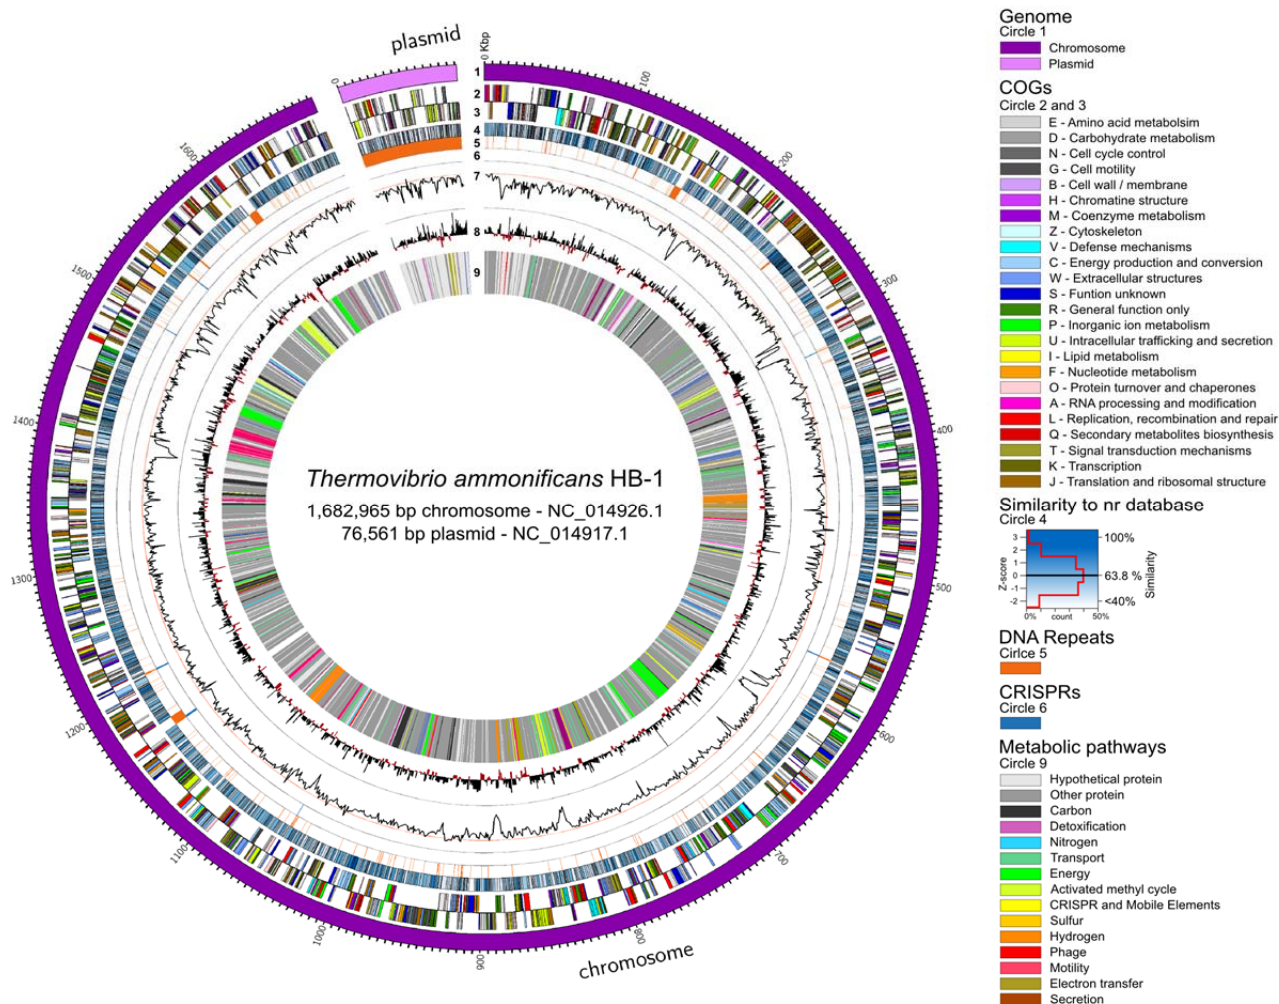 plasmid
0
0 Kbp
1
2
3
4
5
6
7
8
9
100
200
300
400
500
600
700
800
900
1000
1100
1200
1300
1400
1500
1600
chromosome
Thermovibrio ammonificans HB-1
1,682,965 bp chromosome - NC_014926.1
76,561 bp plasmid - NC_014917.1
Genome
Circle 1
Chromosome
Plasmid
COGs
Circle 2 and 3
E - Amino acid metabolsim
D - Carbohydrate metabolism
N - Cell cycle control
G - Cell motility
B - Cell wall / membrane
H - Chromatine structure
M - Coenzyme metabolism
Z - Cytoskeleton
V - Defense mechanisms
C - Energy production and conversion
W - Extracellular structures
S - Funtion unknown
R - General function only
P - Inorganic ion metabolism
U - Intracellular trafficking and secretion
I - Lipid metabolism
F - Nucleotide metabolism
O - Protein turnover and chaperones
A - RNA processing and modification
L - Replication, recombination and repair
Q - Secondary metabolites biosynthesis
T - Signal transduction mechanisms
K - Transcription
J - Translation and ribosomal structure
Similarity to nr database
Circle 4
3
2
1
0
-1
-2
Z-score
100%
63.8 %
<40%
Similarity
0%
count
50%
DNA Repeats
Cirlce 5
CRISPRs
Circle 6
Metabolic pathways
Circle 9
Hypothetical protein
Other protein
Carbon
Detoxification
Nitrogen
Transport
Energy
Activated methyl cycle
CRISPR and Mobile Elements
Sulfur
Hydrogen
Phage
Motility
Electron transfer
Secretion